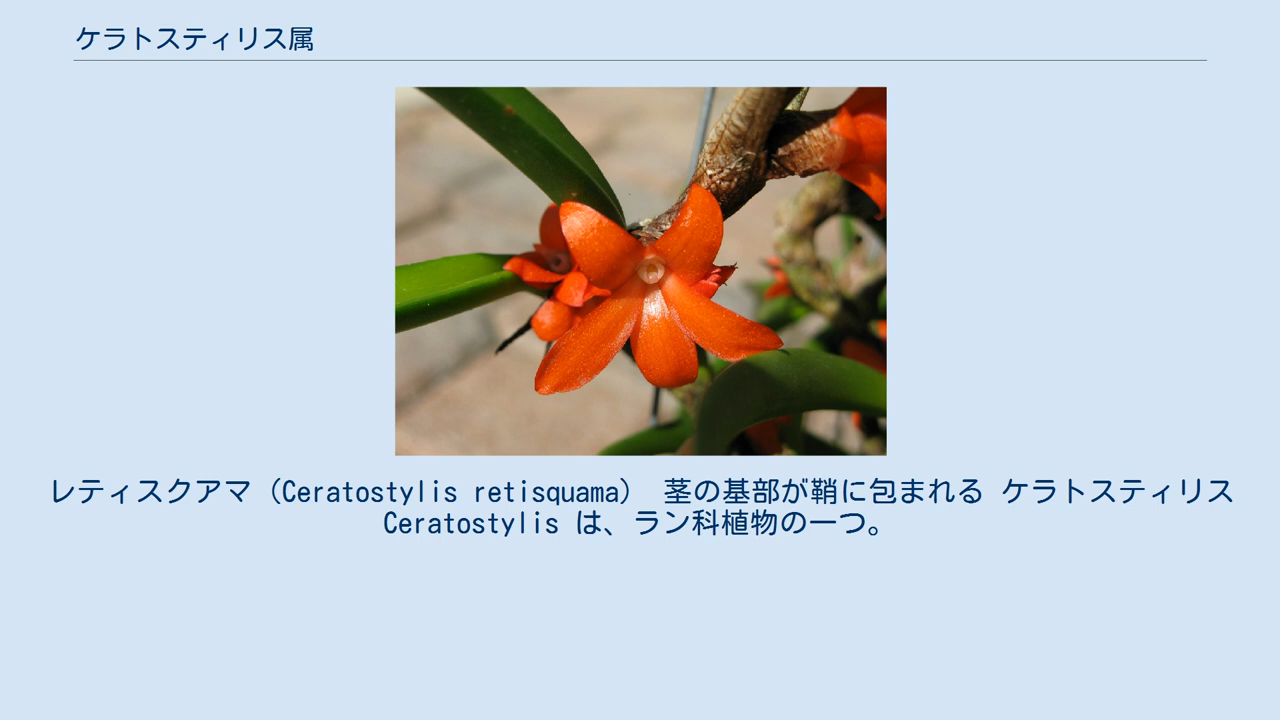 ケラトスティリス属
レティスクアマ（Ceratostylis retisquama） 茎の基部が鞘に包まれる ケラトスティリス
Ceratostylis は、ラン科植物の一つ。